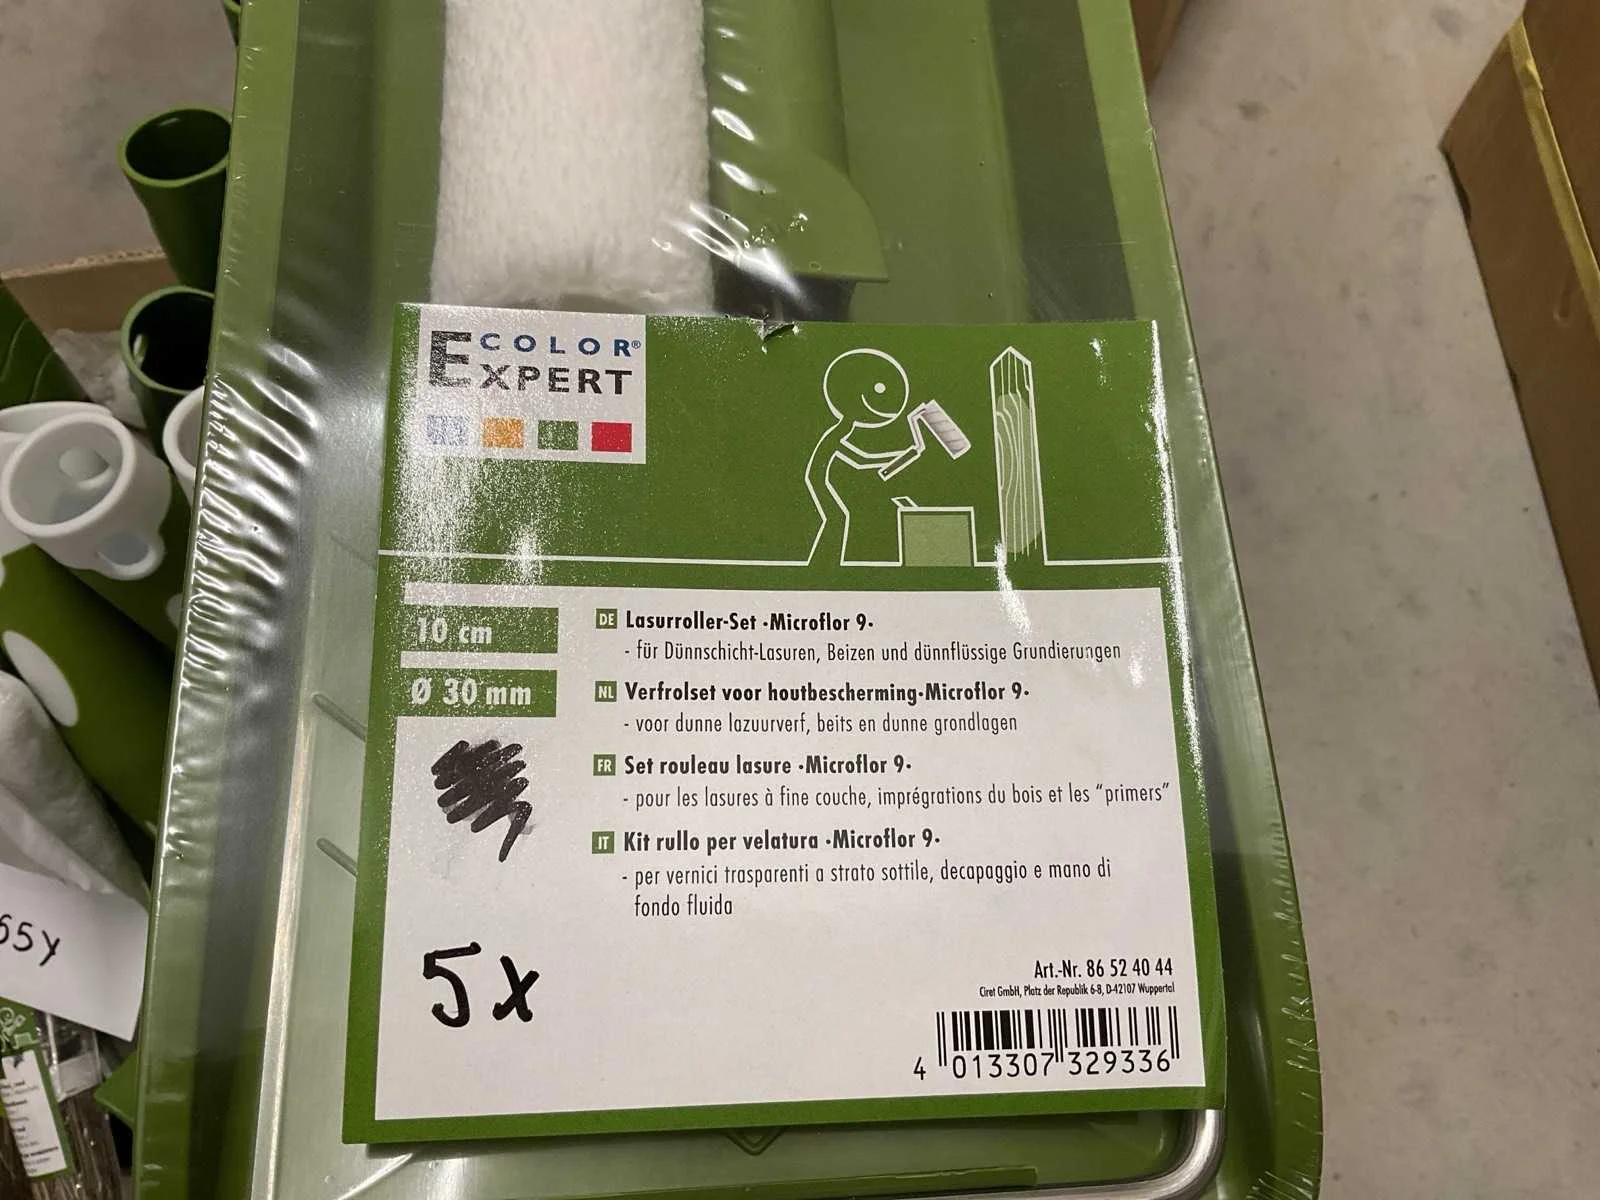 COLOR®
EXPERT
10 cm
Ø 30 mm
DE Lasurroller-Set •Microflor 9•
- für Dünnschicht-Lasuren, Beizen und dünnflüssige Grundierungen
NL Verfrolset voor houtbescherming•Microflor 9•
- voor dunne lazuurverf, beits en dunne grondlagen
FR Set rouleau lasure •Microflor 9•
- pour les lasures à fine couche, imprégrations du bois et les “primers”
IT Kit rullo per velatura •Microflor 9•
- per vernici trasparenti a strato sottile, decapaggio e mano di
fondo fluida
5x
Art.-Nr. 86 52 40 44
Ciret GmbH, Platz der Republik 6-8, D-42107 Wuppertal
4 013307 329336